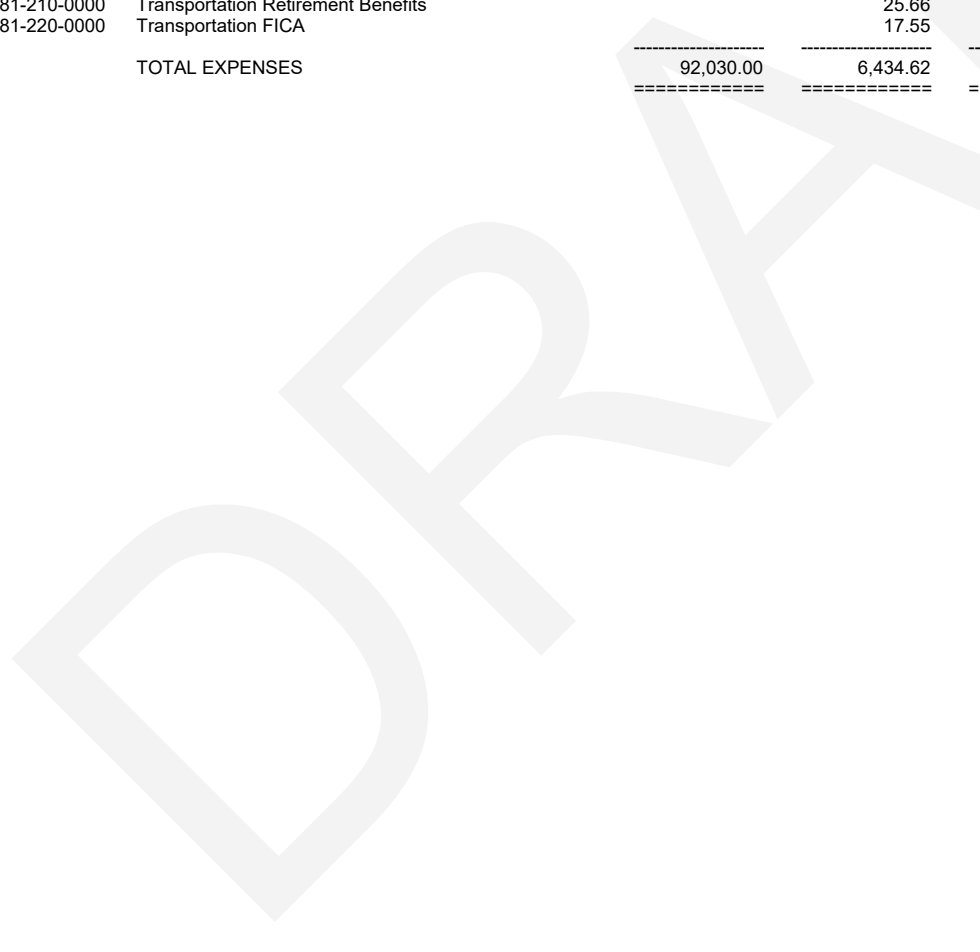 81-210-0000 Transportation Retirement Benefits 25.66
81-220-0000 Transportation FICA 17.55
--------------------- --------------------- --
TOTAL EXPENSES 92,030.00 6,434.62
============ ============ =
DRA